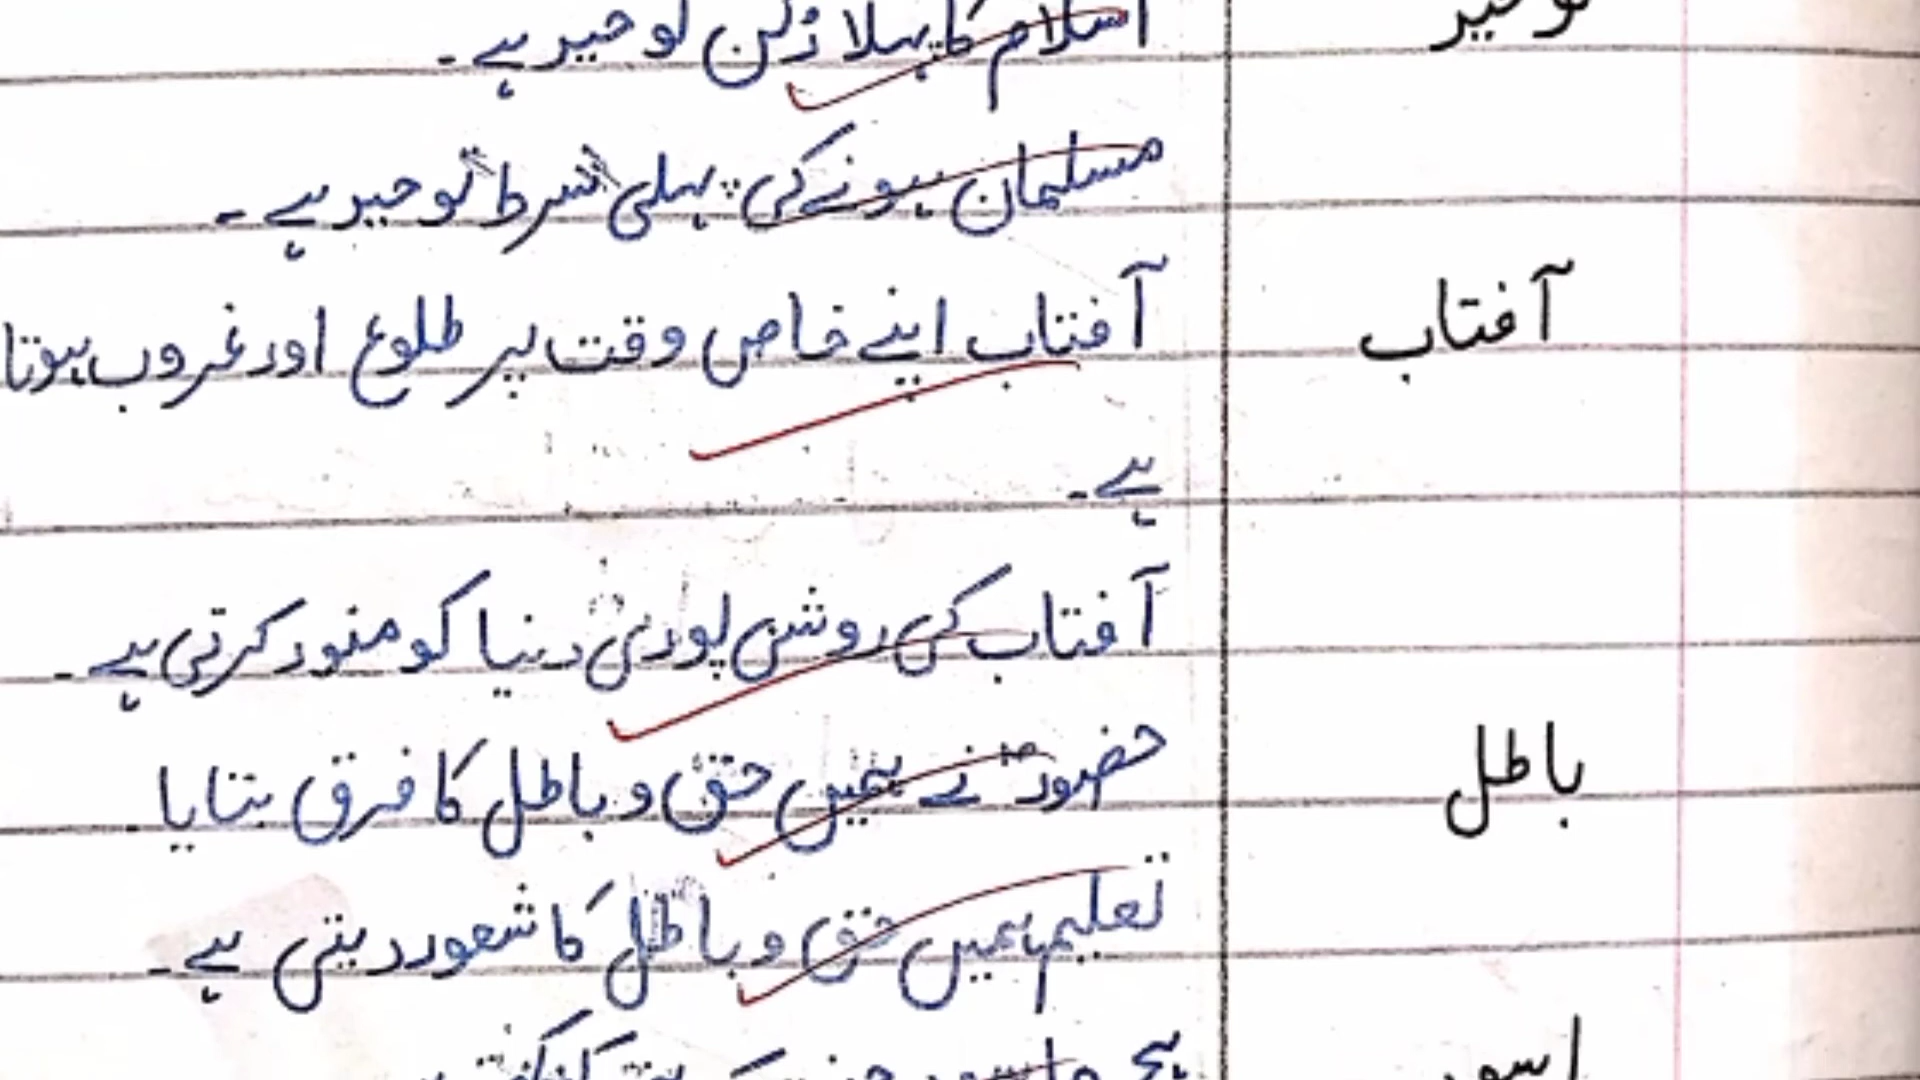 توحید اسلام کا پہلا رُکن توحید ہے۔
مسلمان ہونے کی پہلی شرط توحید ہے۔
آفتاب آفتاب اپنے خاص وقت پر طلوع اور غروب ہوتا
ہے۔
آفتاب کی روشنی پوری دنیا کو منور کرتی ہے۔
باطل حضورؐ نے ہمیں حق و باطل کا فرق بتایا
تعلیم ہمیں حق و باطل کا شعور دیتی ہے۔